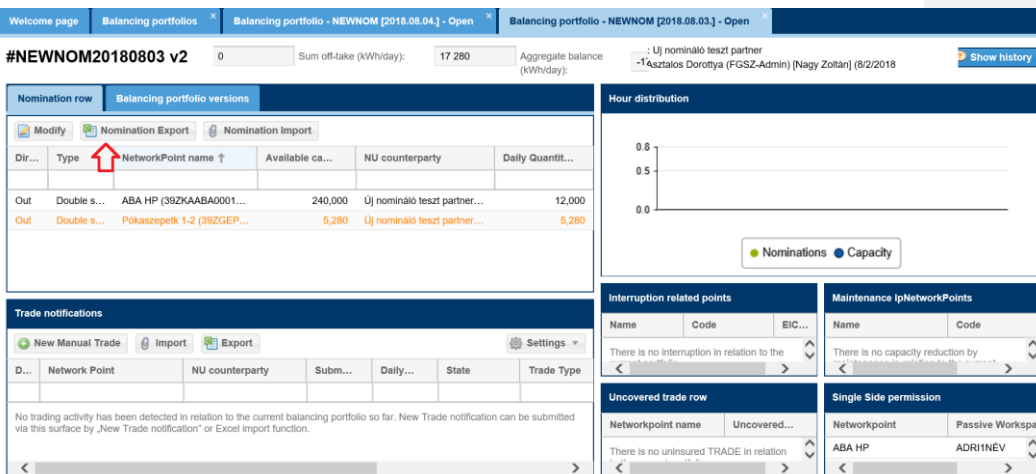 Welcome page
Balancing portfolios ×
Balancing portfolio - NEWNOM [2018.08.04.] - Open ×
Balancing portfolio - NEWNOM [2018.08.03.] - Open ×
#NEWNOM20180803 v2
0
Sum off-take (kWh/day):
17 280
Aggregate balance
(kWh/day):
: Uj nomináló teszt partner
Asztalos Dorottya (FGSZ-Admin) [Nagy Zoltán] (8/2/2018
Show history
Nomination row
Balancing portfolio versions
Modify
Nomination Export
Nomination Import
Dir... Type NetworkPoint name ↑ Available ca... NU counterparty Daily Quantit...
Out Double s... ABA HP (39ZKAABA0001... 240,000 Új nomináló teszt partner... 12,000
Out Double s... Pókaszepetk 1-2 (39ZGEP... 5,280 Új nomináló teszt partner... 5,280
Hour distribution
0.8
0.5
0.0
Nominations Capacity
Trade notifications
New Manual Trade
Import
Export
Settings
D... Network Point NU counterparty Subm... Daily... State Trade Type
No trading activity has been detected in relation to the current balancing portfolio so far. New Trade notification can be submitted
via this surface by „New Trade notification" or Excel import function.
Interruption related points
Name Code EIC...
There is no interruption in relation to the
Maintenance IpNetworkPoints
Name Code
There is no capacity reduction by
Uncovered trade row
Networkpoint name Uncovered...
There is no uninsured TRADE in relation
Single Side permission
Networkpoint Passive Workspa
ABA HP ADRI1NÉV